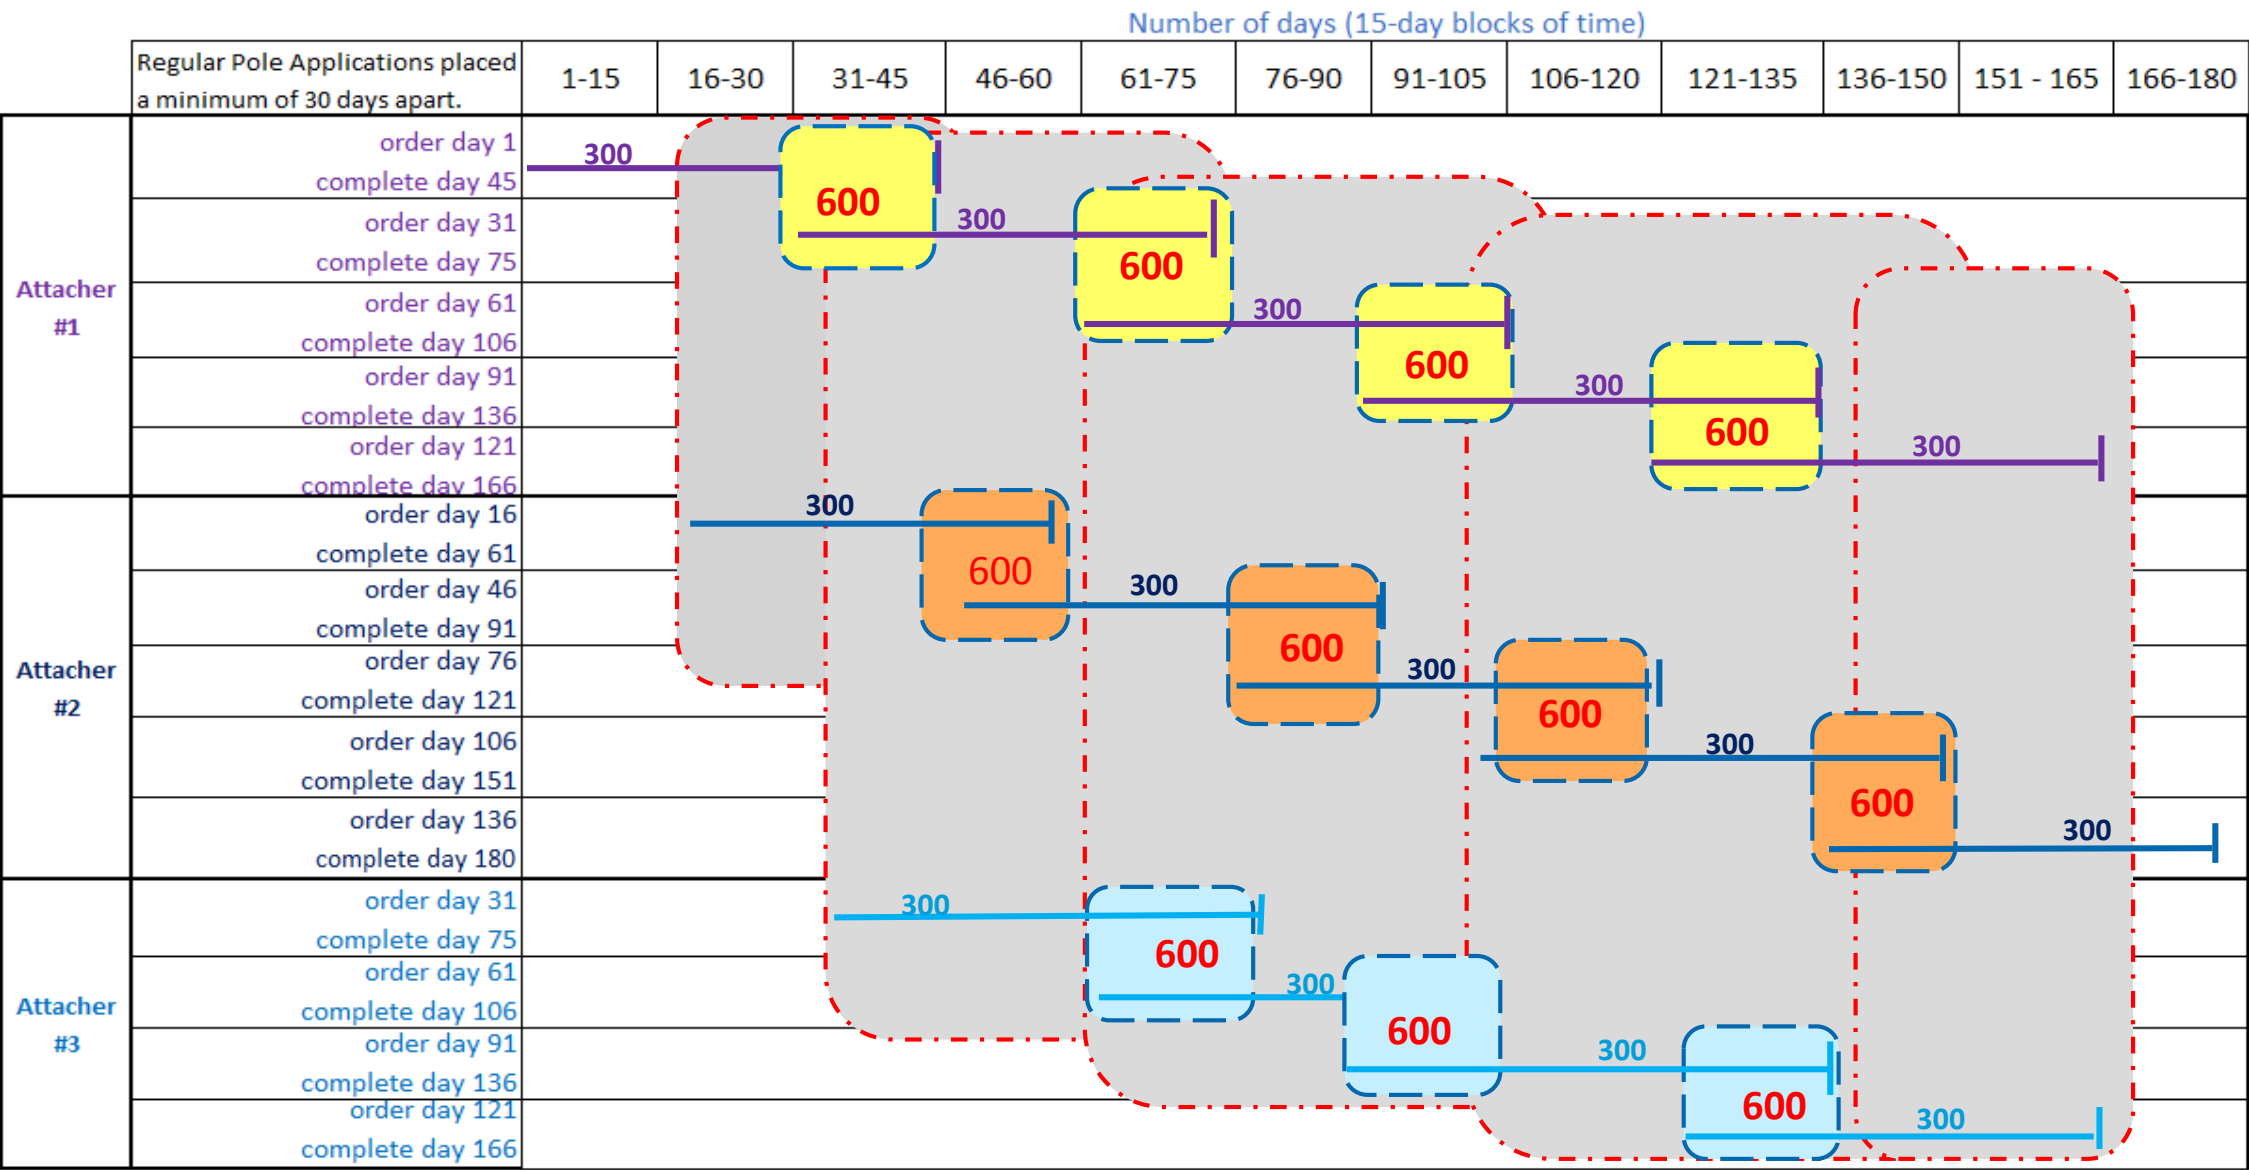 Number of days (15-day blocks of time)
Regular Pole Applications placed
a minimum of 30 days apart.
1-15 16-30 31-45 46-60 61-75 76-90 91-105 106-120 121-135 136-150 151 - 165 166-180
Attacher
#1
order day 1
complete day 45
order day 31
complete day 75
order day 61
complete day 106
order day 91
complete day 136
order day 121
complete day 166
300
600
300
600
300
600
300
600
300
Attacher
#2
order day 16
complete day 61
order day 46
complete day 91
order day 76
complete day 121
order day 106
complete day 151
order day 136
complete day 180
300
600
300
600
300
600
300
600
300
Attacher
#3
order day 31
complete day 75
order day 61
complete day 106
order day 91
complete day 136
order day 121
complete day 166
300
600
300
600
300
600
300